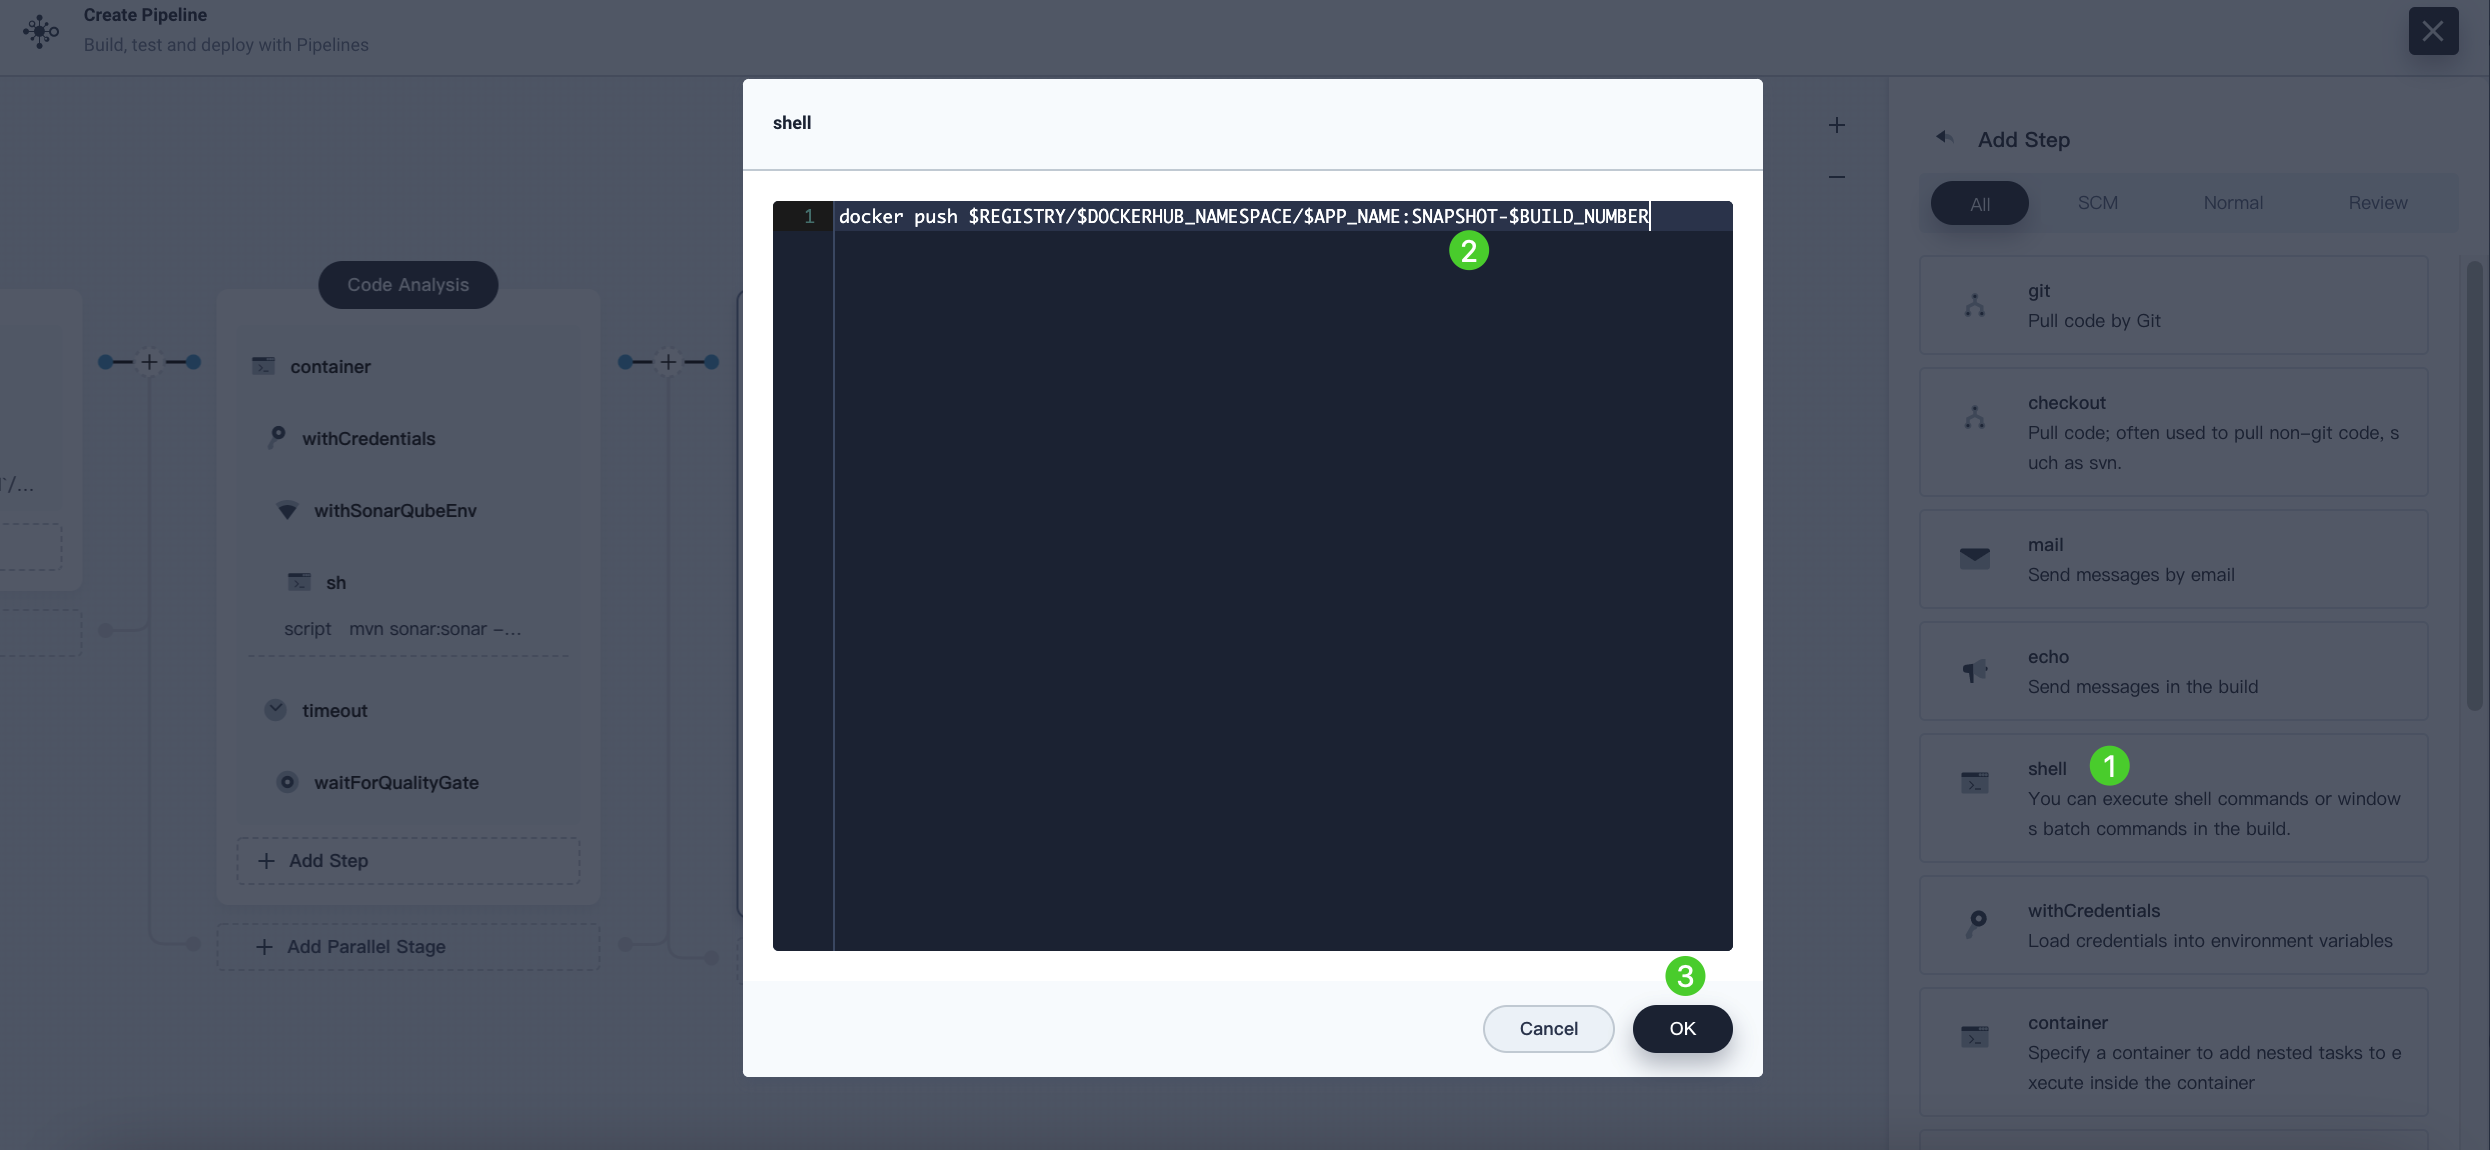 Create Pipeline
Build, test and deploy with Pipelines
shell
1 docker push $REGISTRY/$DOCKERHUB_NAMESPACE/$APP_NAME:SNAPSHOT-$BUILD_NUMBER
2
Code Analysis
container
withCredentials
withSonarQubeEnv
sh
script mvn sonar:sonar -...
timeout
waitForQualityGate
+ Add Step
+ Add Parallel Stage
3
Cancel
OK
Add Step
All SCM Normal Review
git
Pull code by Git
checkout
Pull code; often used to pull non-git code, s
uch as svn.
mail
Send messages by email
echo
Send messages in the build
shell 1
You can execute shell commands or window
s batch commands in the build.
withCredentials
Load credentials into environment variables
container
Specify a container to add nested tasks to e
xecute inside the container